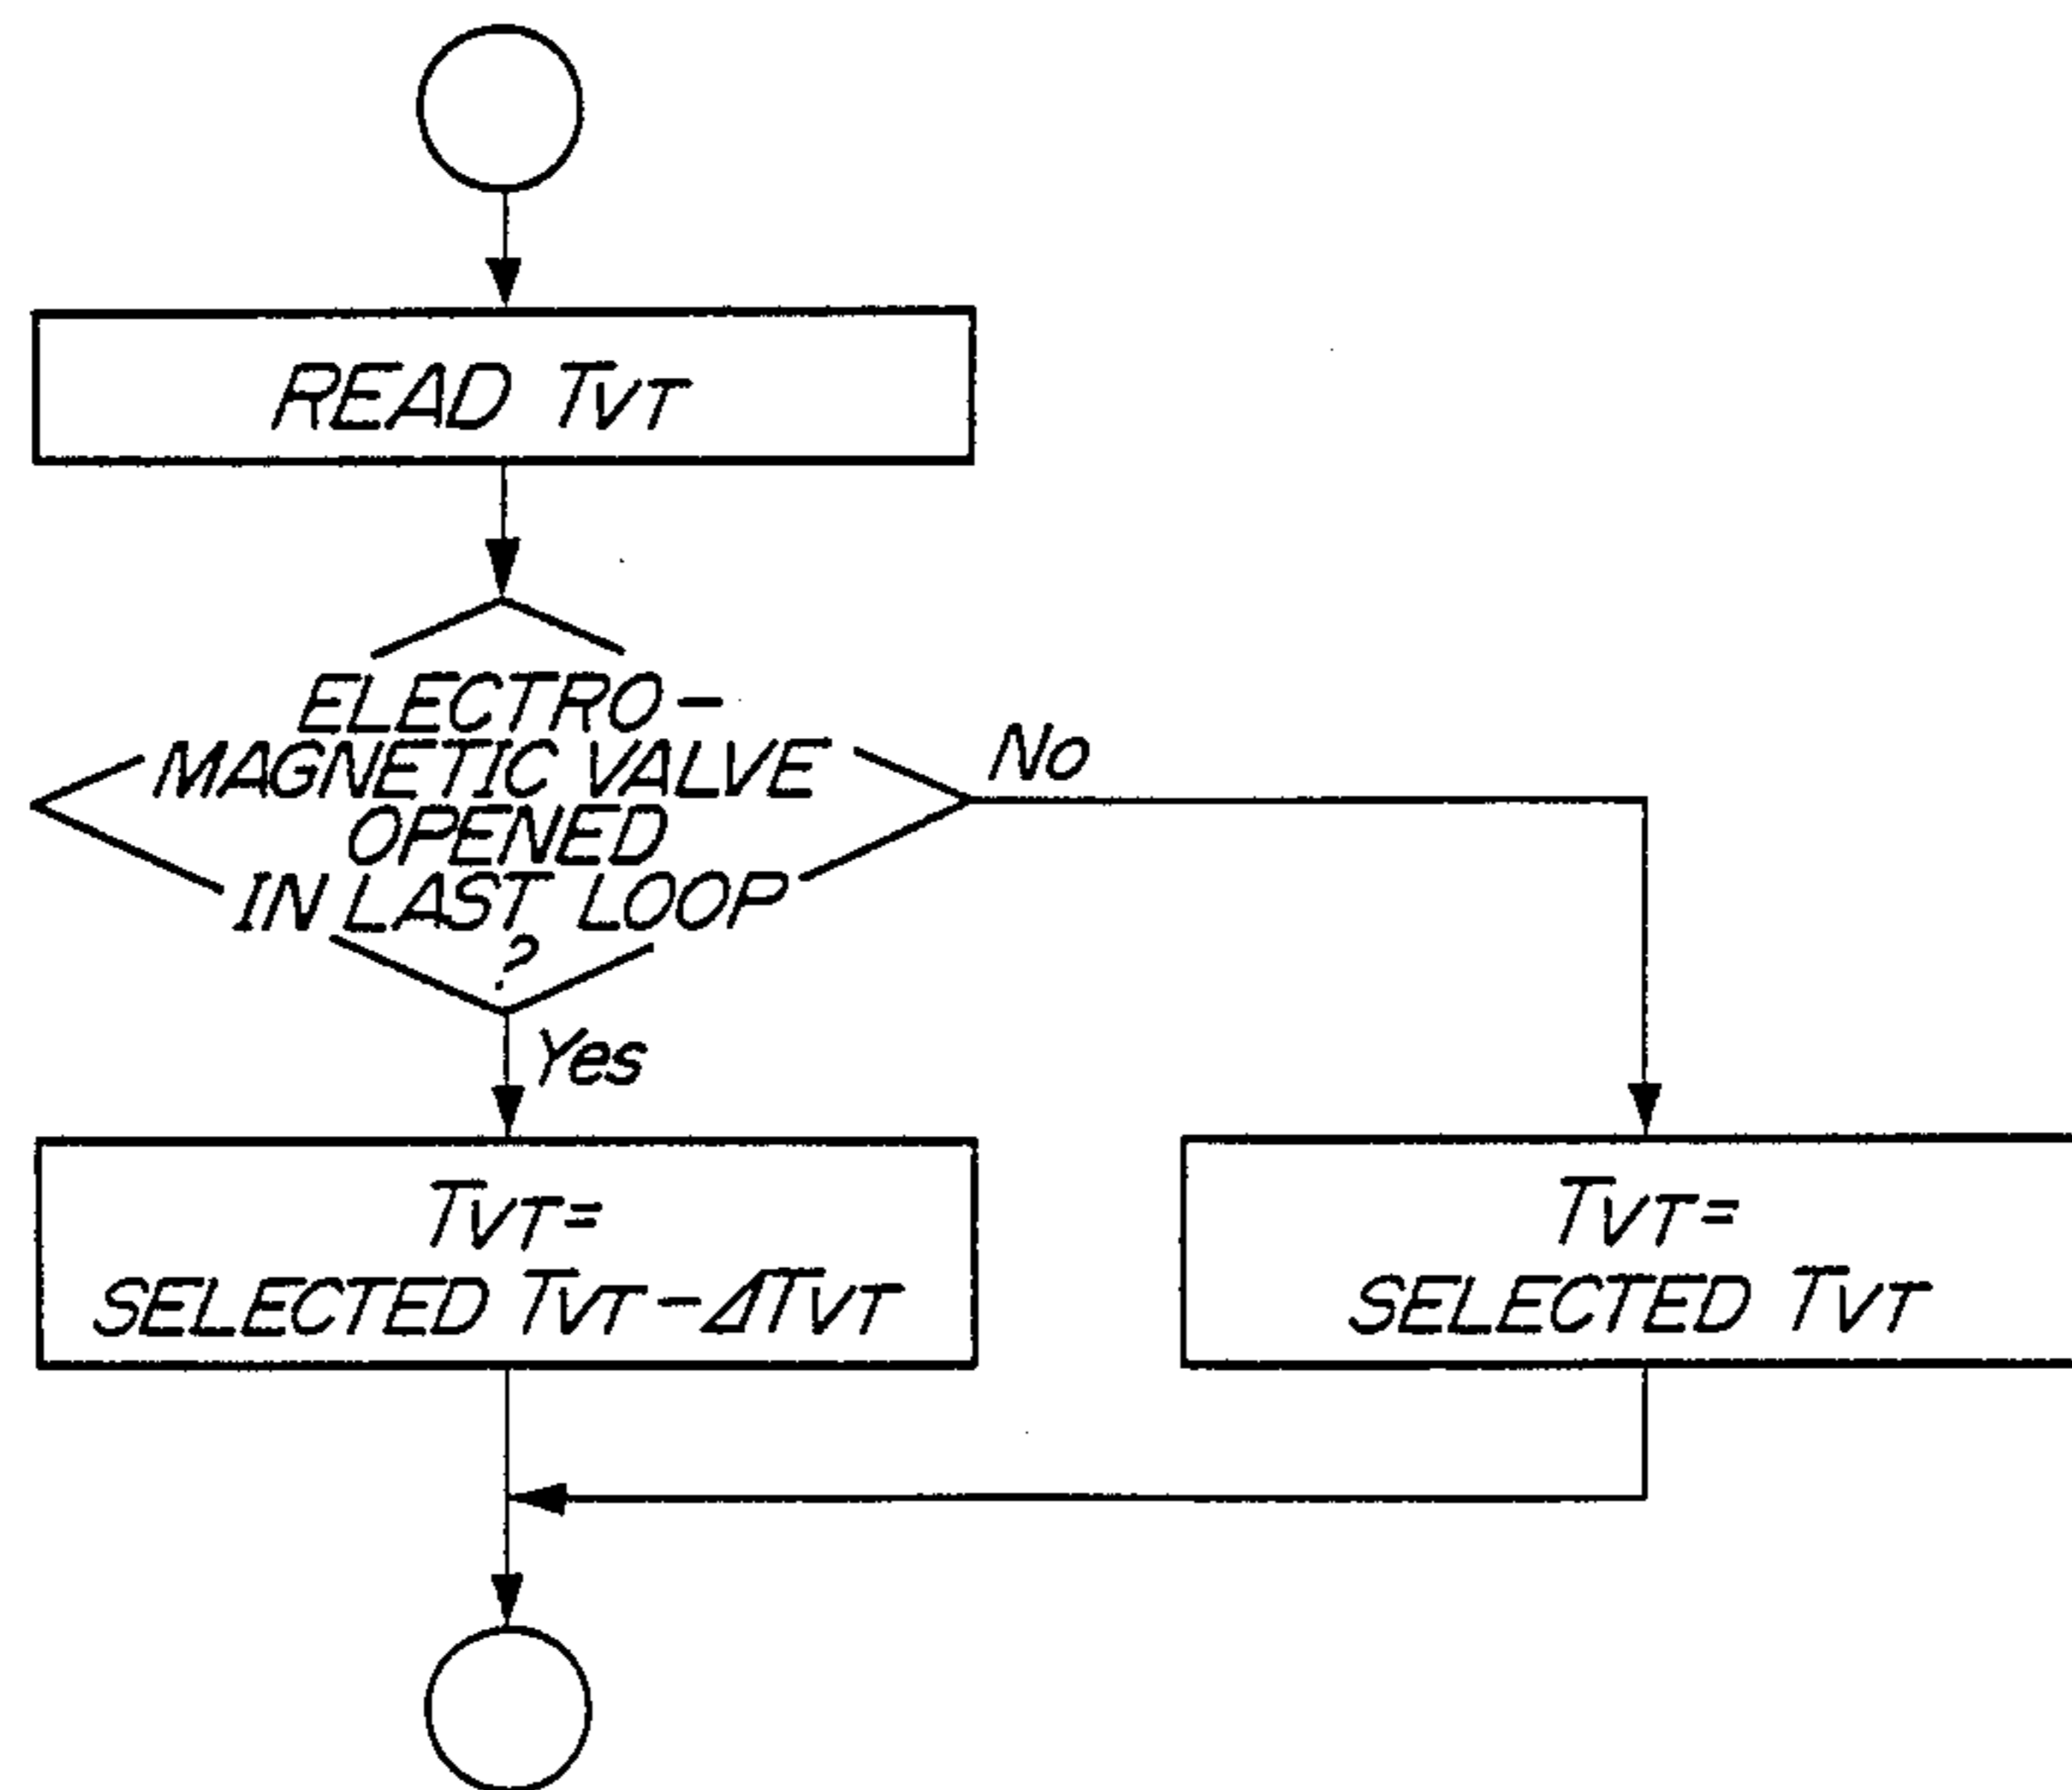 READ TVT
ELECTRO-
MAGNETIC VALVE
OPENED
IN LAST LOOP
?
No
Yes
TVT=
SELECTED TVT-ΔTVT
TVT=
SELECTED TVT